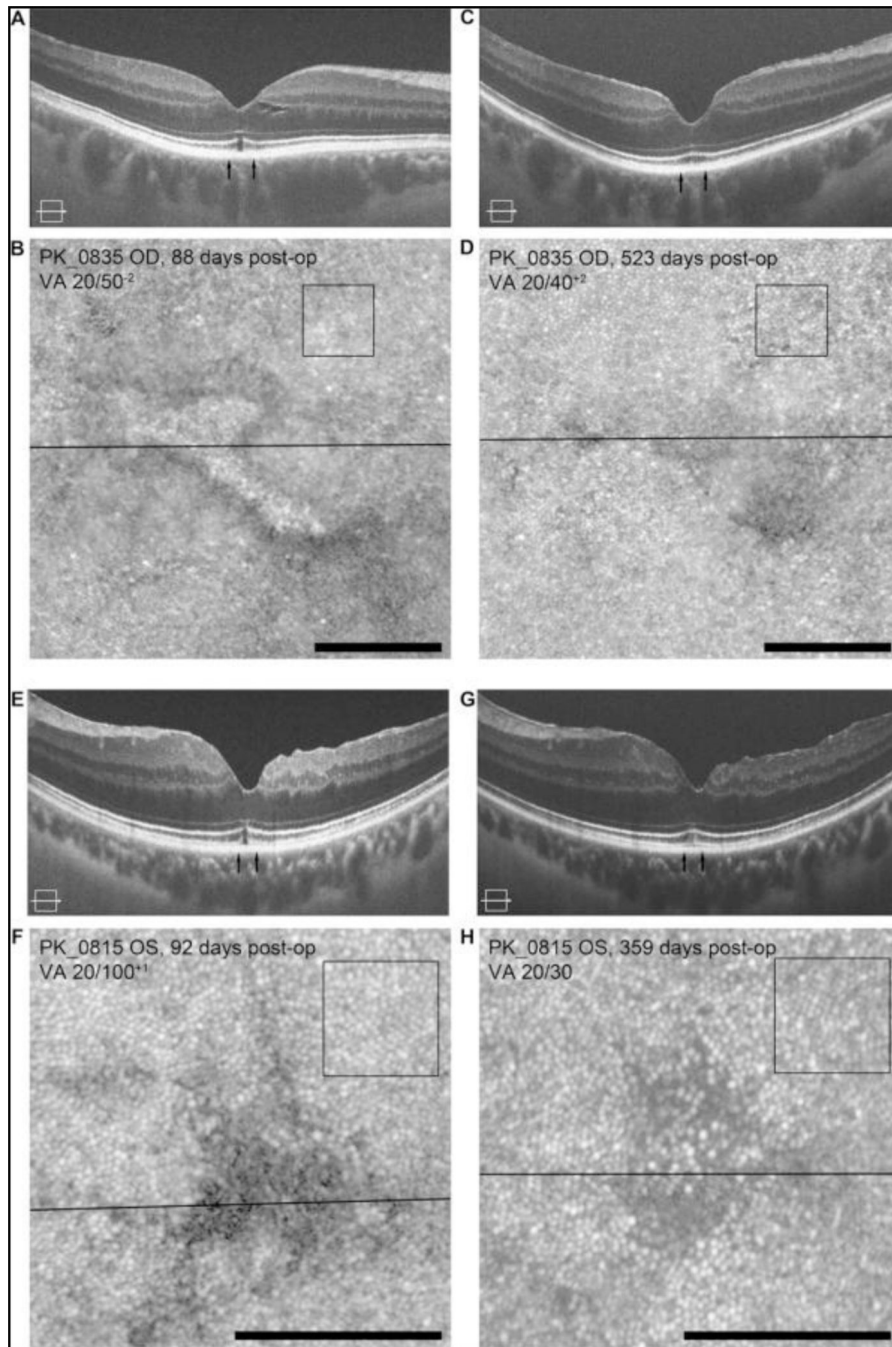 A
C
B
PK_0835 OD, 88 days post-op
VA 20/50-2
D
PK_0835 OD, 523 days post-op
VA 20/40+2
E
G
F
PK_0815 OS, 92 days post-op
VA 20/100+1
H
PK_0815 OS, 359 days post-op
VA 20/30